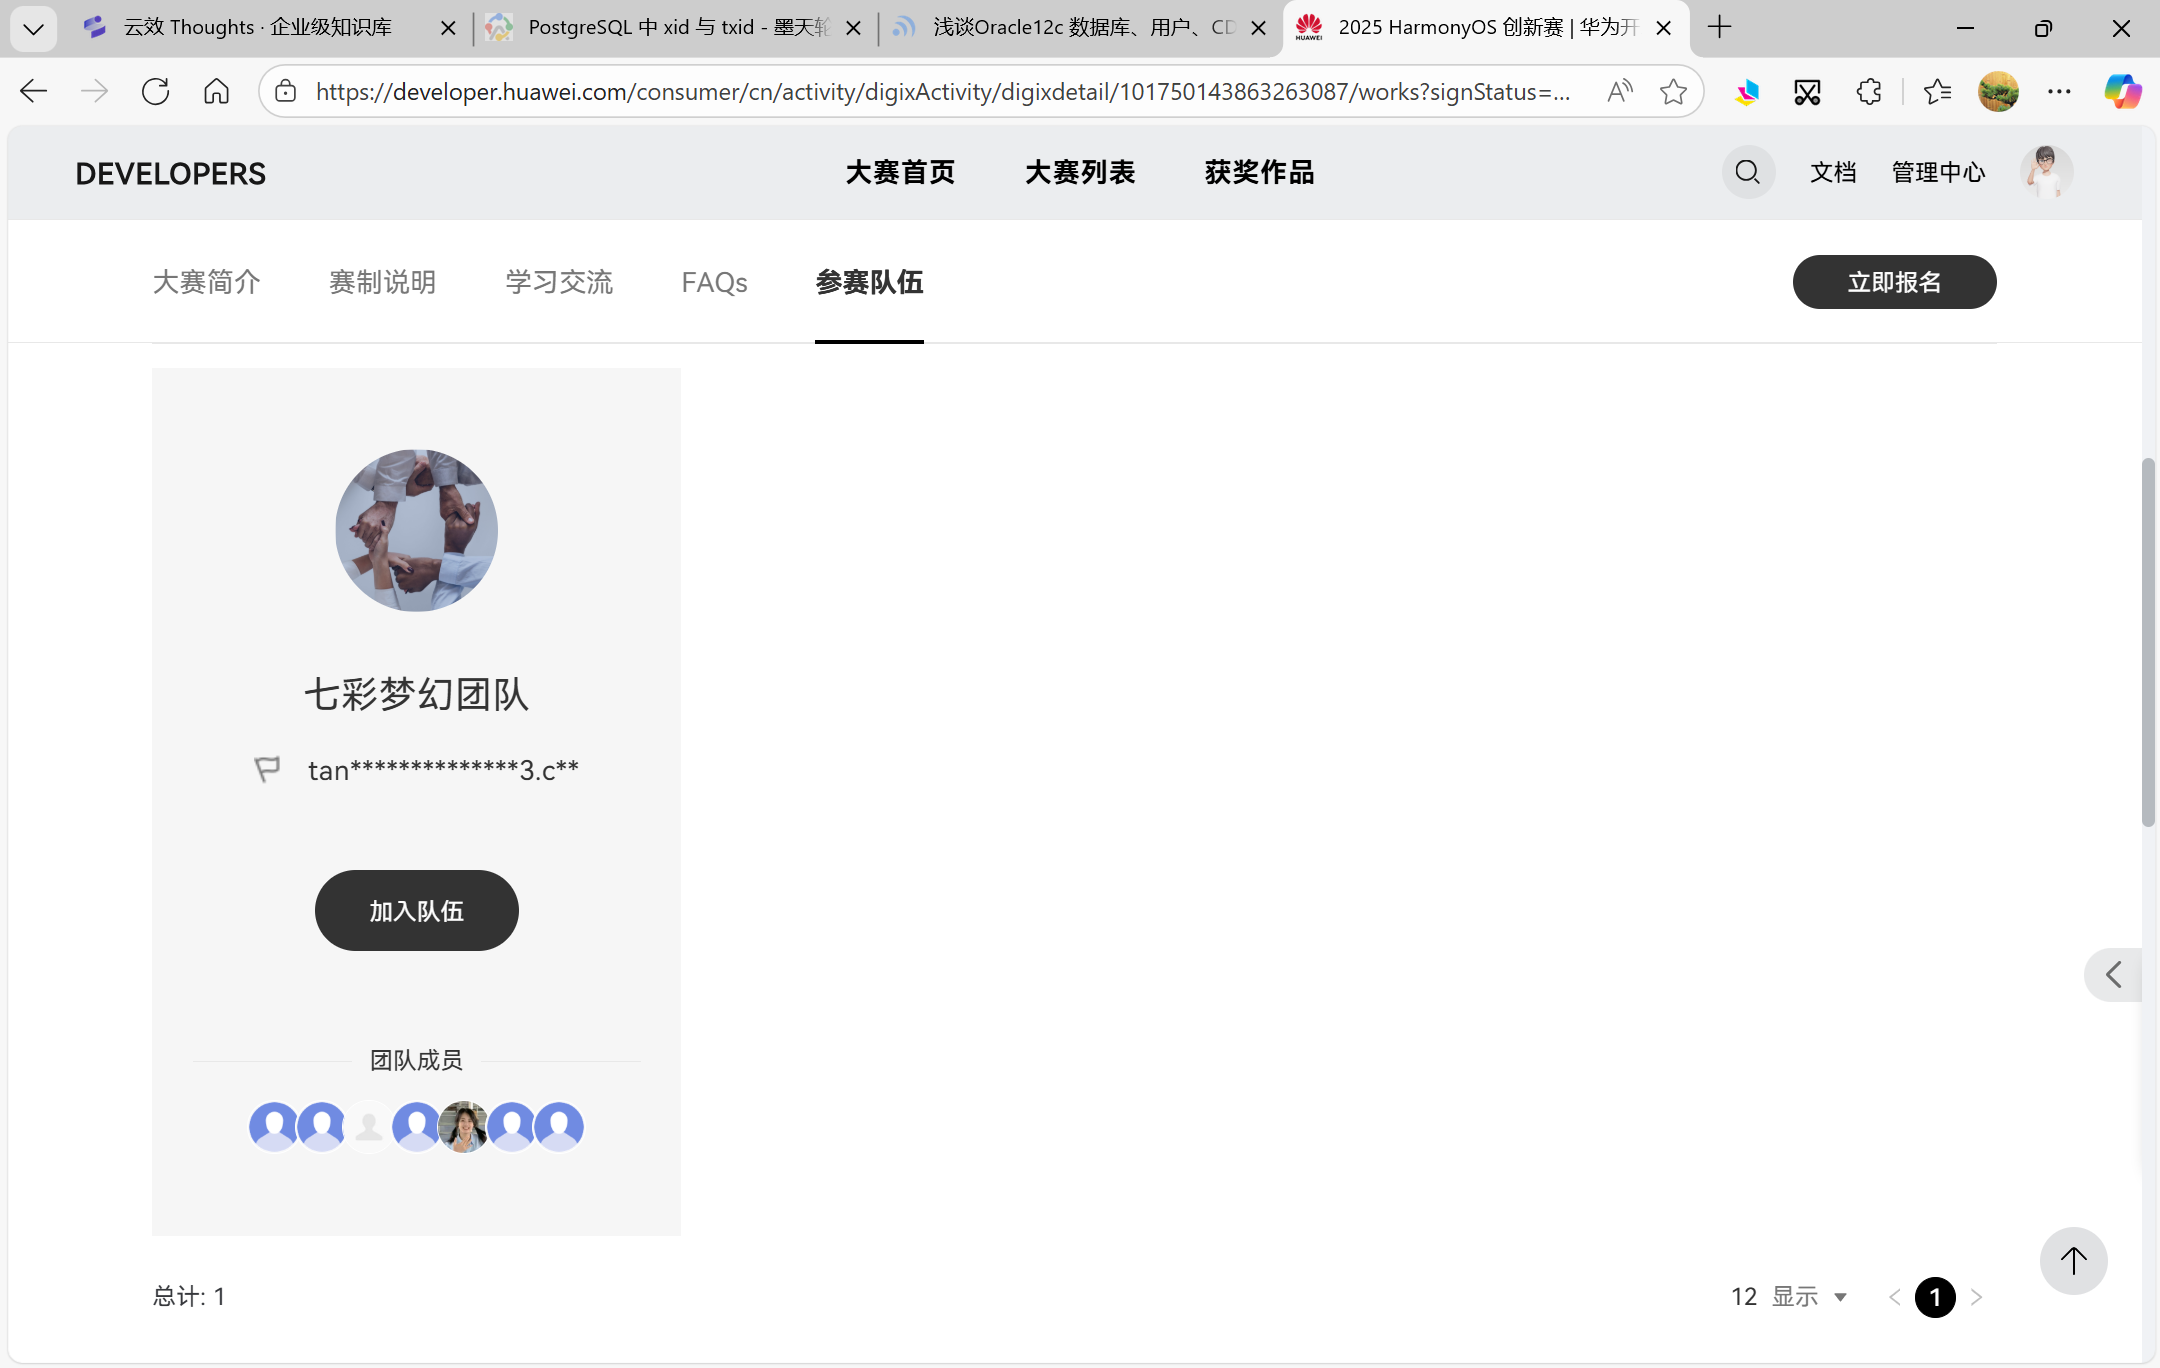 云效 Thoughts · 企业级知识库
PostgreSQL 中 xid 与 txid - 墨天轮
浅谈Oracle12c 数据库、用户、CD
2025 HarmonyOS 创新赛 | 华为开
https://developer.huawei.com/consumer/cn/activity/digixActivity/digixdetail/101750143863263087/works?signStatus=...
DEVELOPERS
大赛首页
大赛列表
获奖作品
文档
管理中心
大赛简介
赛制说明
学习交流
FAQs
参赛队伍
立即报名
七彩梦幻团队
tan**************3.c**
加入队伍
团队成员
总计: 1
12 显示
1